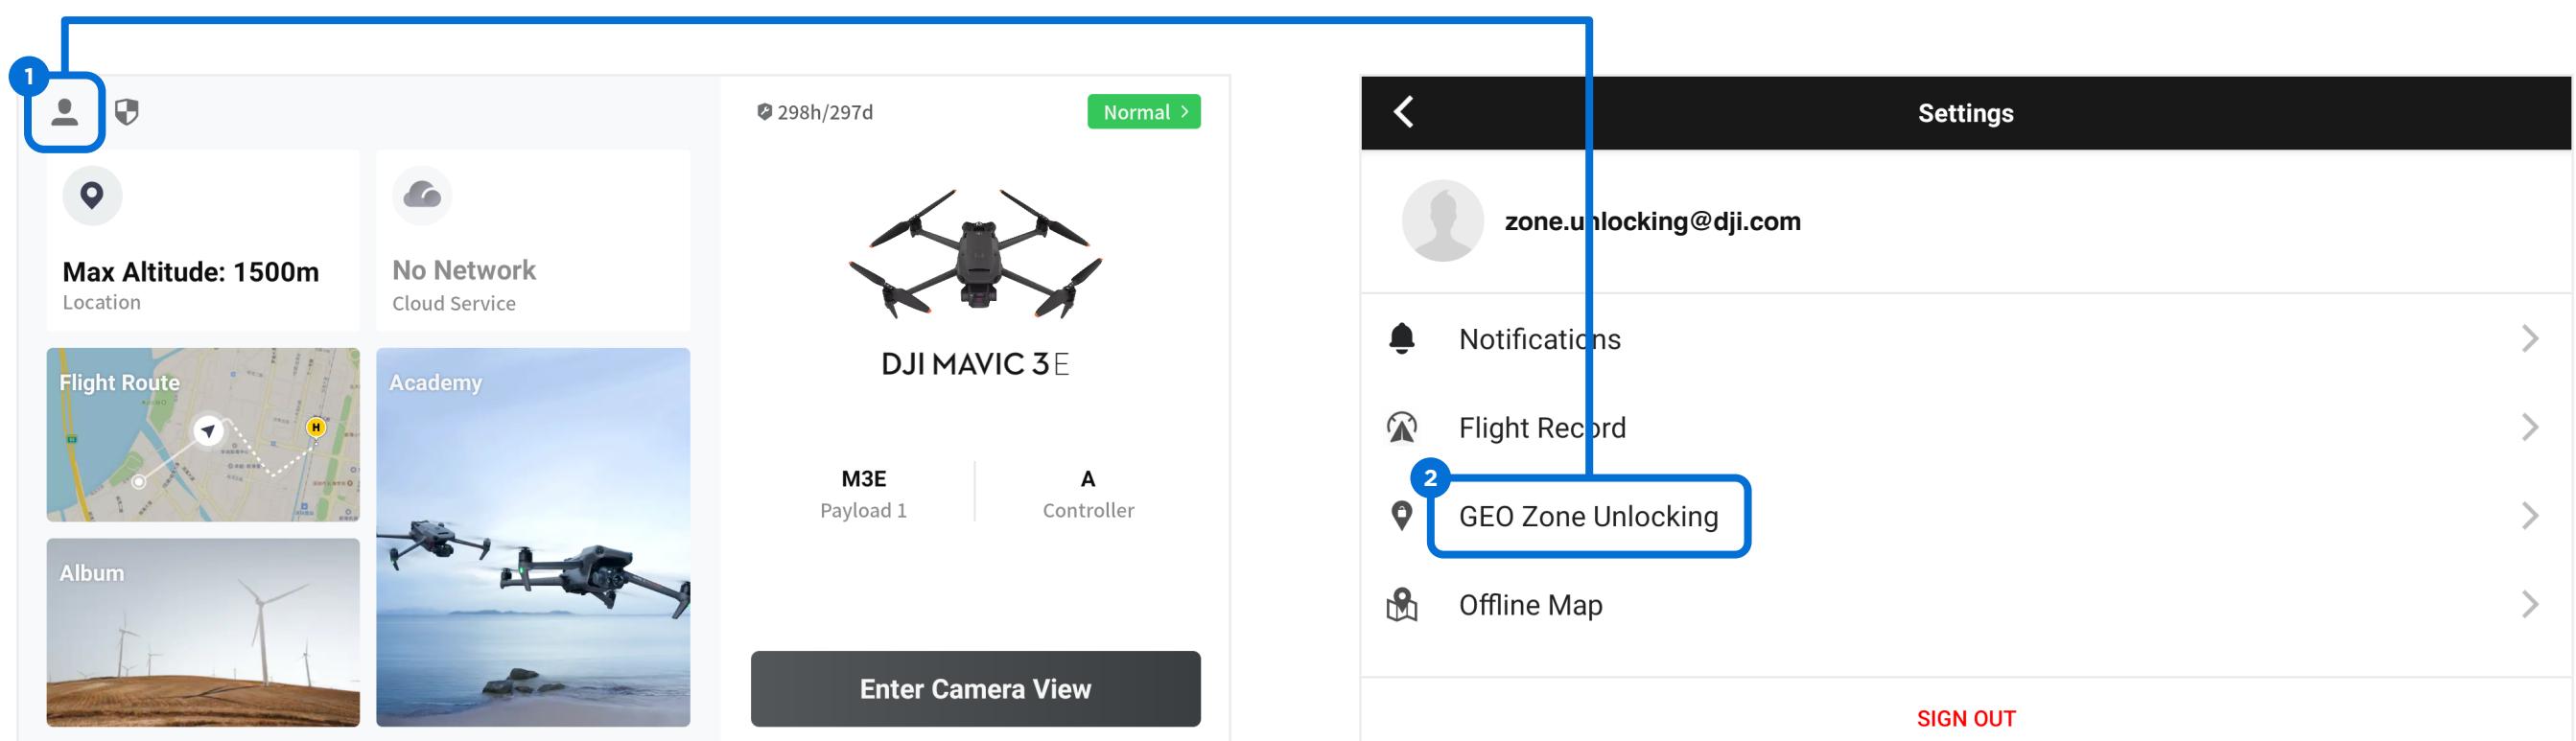 1
298h/297d
Normal
Max Altitude: 1500m
Location
No Network
Cloud Service
Flight Route
H
Academy
Album
DJI MAVIC 3E
M3E
Payload 1
A
Controller
Enter Camera View
Settings
zone.unlocking@dji.com
Notifications
Flight Record
2
GEO Zone Unlocking
Offline Map
SIGN OUT